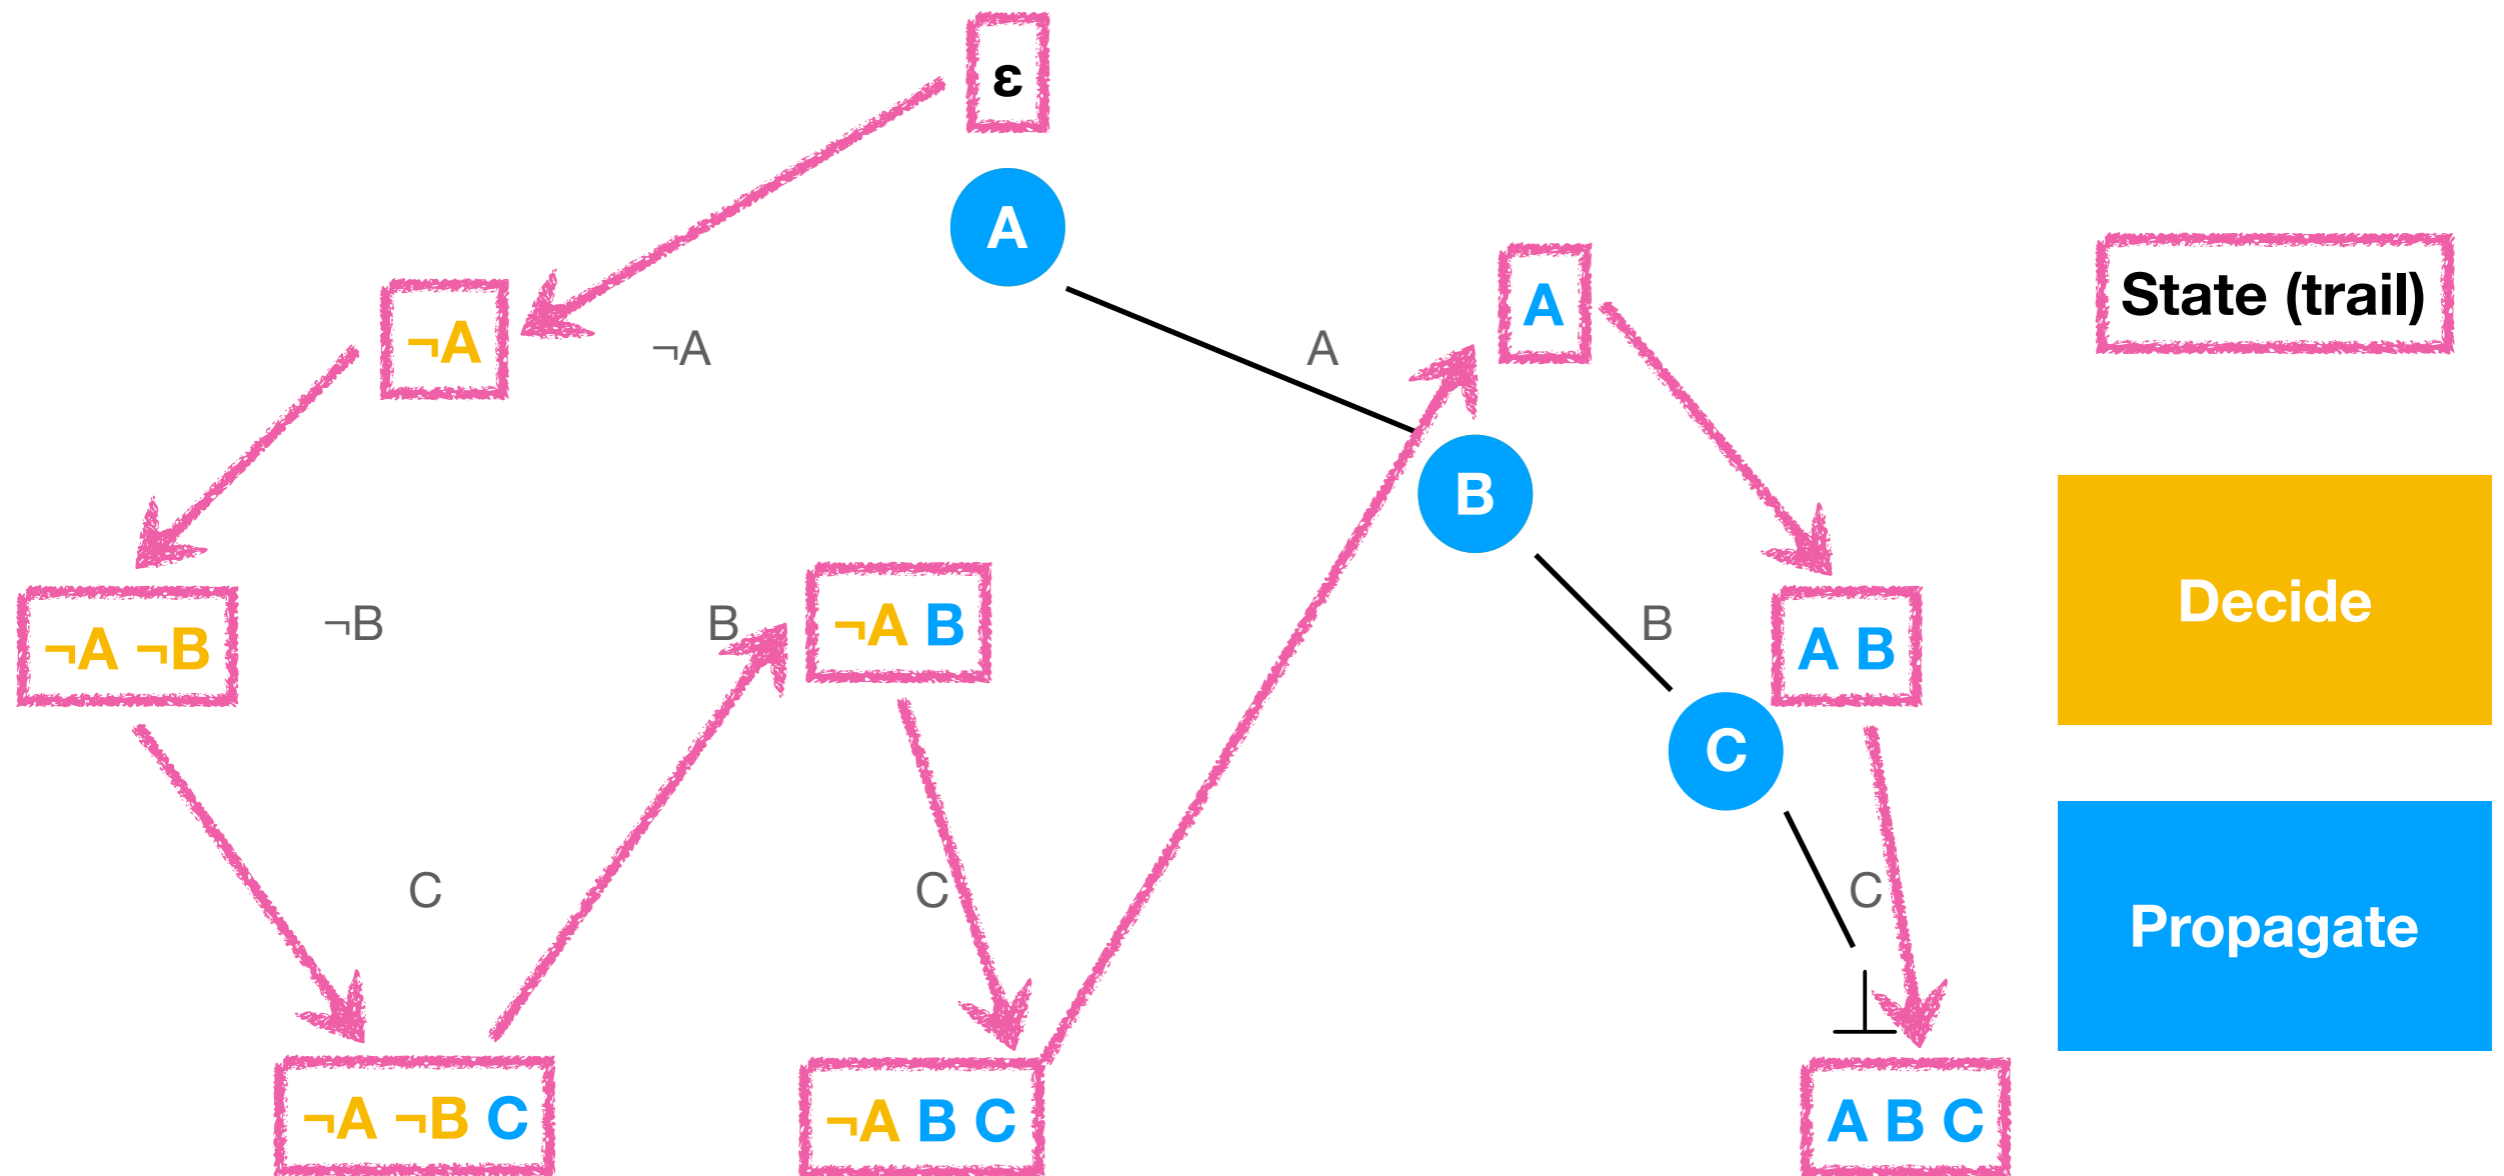 ε
A
A
State (trail)
¬A
¬A
A
B
Decide
¬A ¬B
¬B
B
¬A B
B
A B
C
C
C
C
Propagate
¬A ¬B C
¬A B C
⊥
A B C